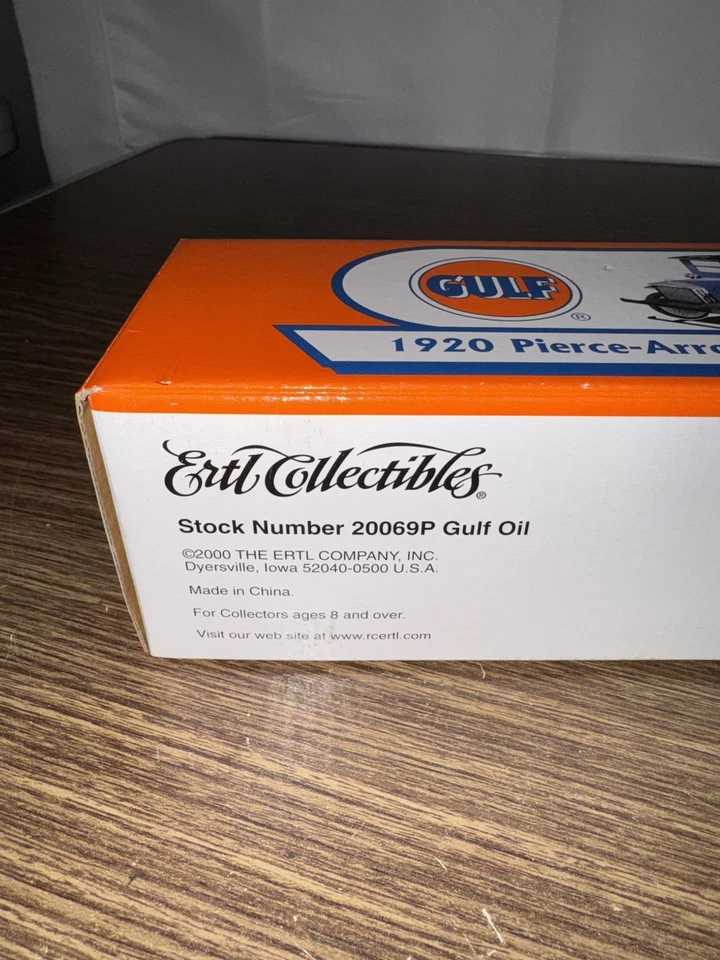 GULF
®
1920 Pierce-Arro
Ertl Collectibles®
Stock Number 20069P Gulf Oil
©2000 THE ERTL COMPANY, INC.
Dyersville, Iowa 52040-0500 U.S.A.
Made in China.
For Collectors ages 8 and over.
Visit our web site at www.rcertl.com